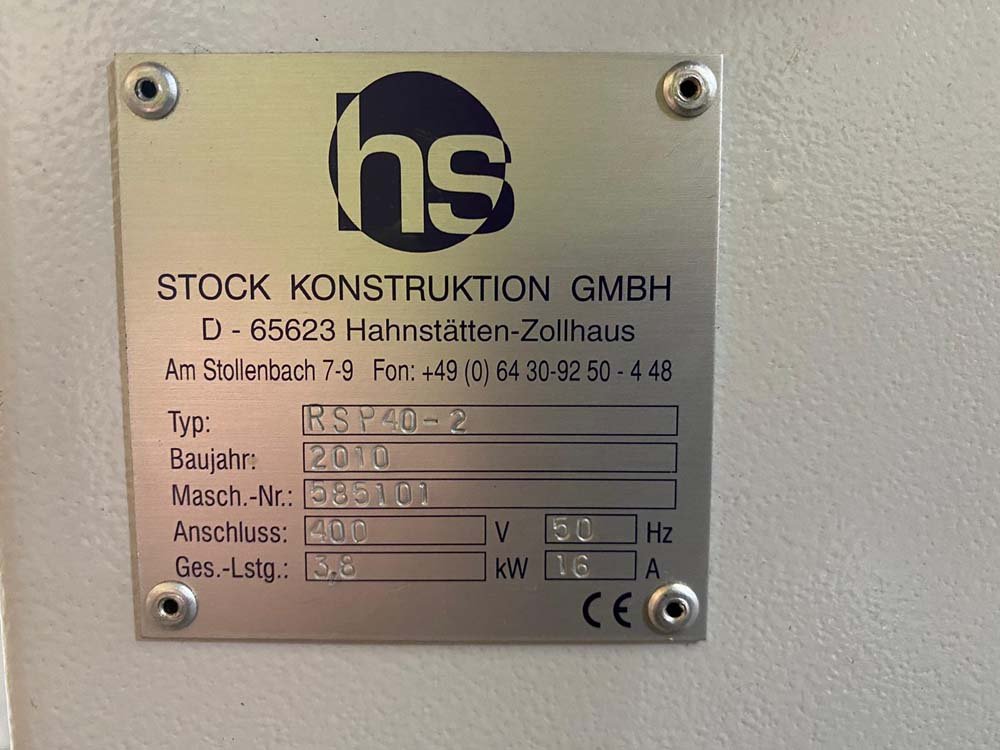 hs
STOCK KONSTRUKTION GMBH
D - 65623 Hahnstätten-Zollhaus
Am Stollenbach 7-9 Fon: +49 (0) 64 30-92 50 - 4 48
Typ: RSP40-2
Baujahr: 2010
Masch.-Nr.: 585101
Anschluss: 400 V 50 Hz
Ges.-Lstg.: 3,8 kW 16 A
CE